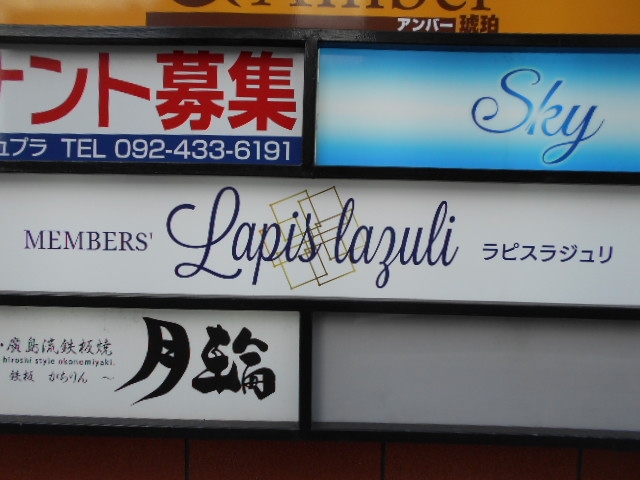 Amber
アンバー 琥珀
ナント募集
ュプラ TEL 092-433-6191
Sky
MEMBERS' Lapis lazuli ラピスラジュリ
・廣島流鉄板焼
hiroshi style okonomiyaki.
鉄板 がちりん 〜
月輪